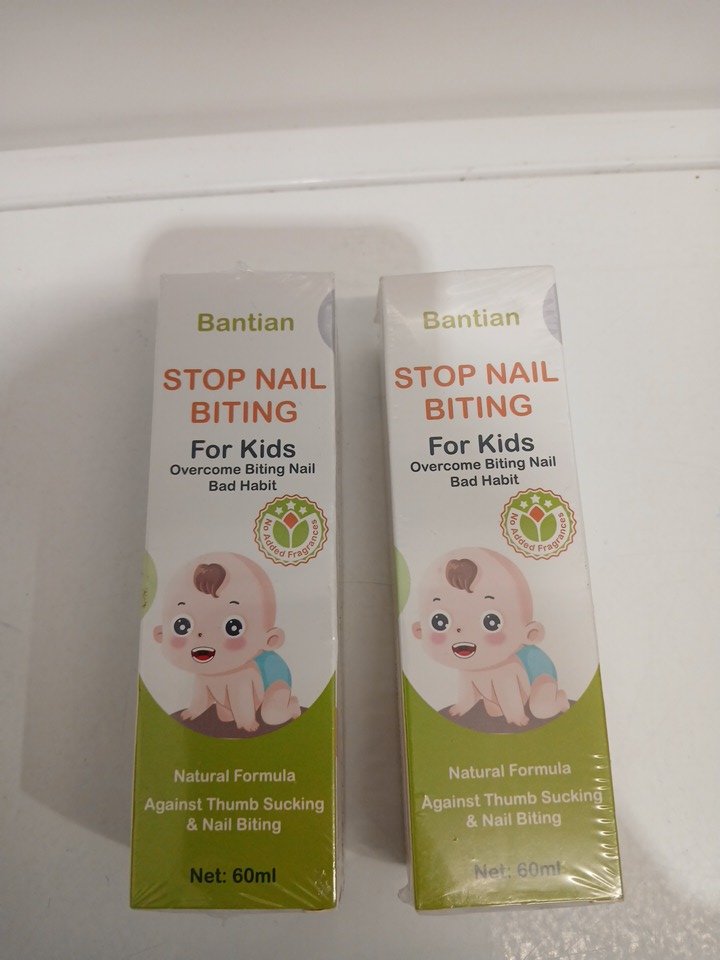 Bantian
STOP NAIL
BITING
For Kids
Overcome Biting Nail
Bad Habit
No Added Fragrances
Natural Formula
Against Thumb Sucking
& Nail Biting
Net: 60ml
Bantian
STOP NAIL
BITING
For Kids
Overcome Biting Nail
Bad Habit
No Added Fragrances
Natural Formula
Against Thumb Sucking
& Nail Biting
Net: 60ml